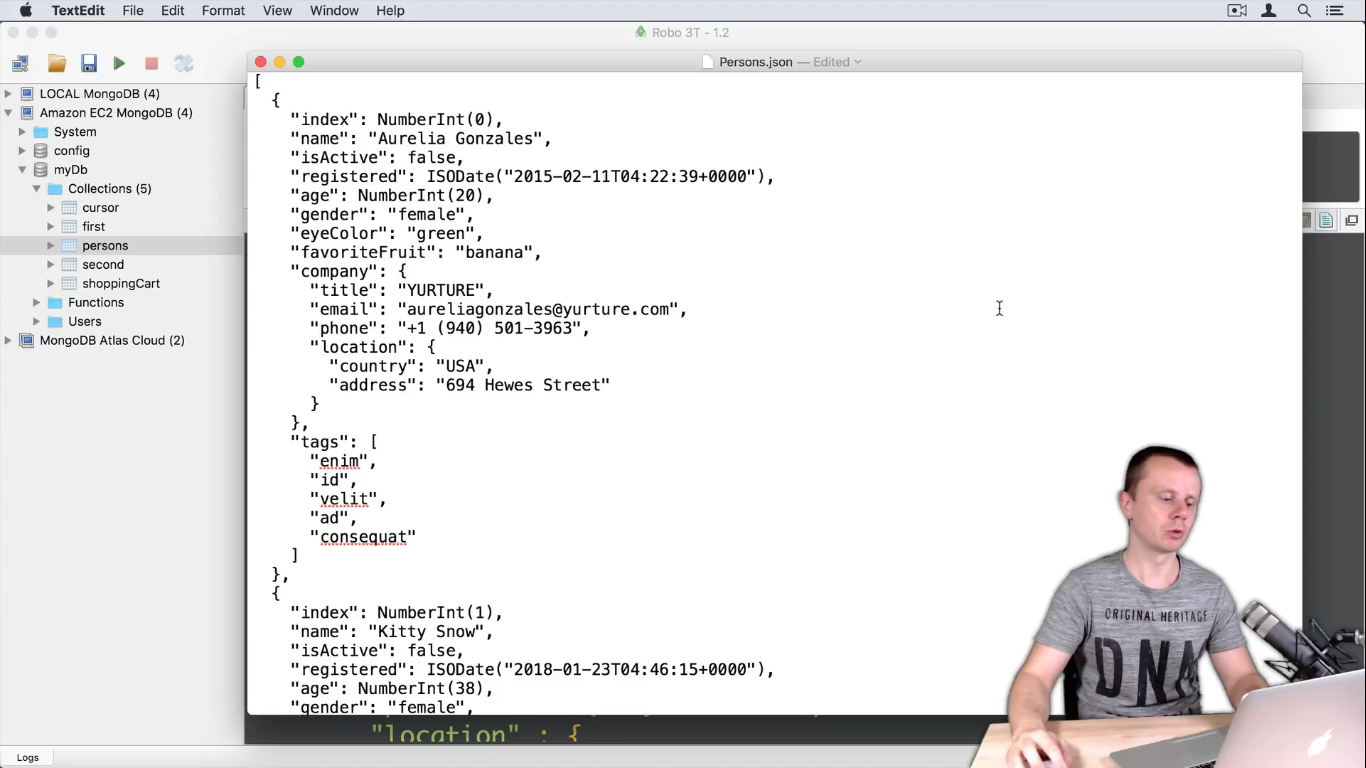 TextEdit File Edit Format View Window Help
Robo 3T - 1.2
Persons.json — Edited
LOCAL MongoDB (4)
Amazon EC2 MongoDB (4)
System
config
myDb
Collections (5)
cursor
first
persons
second
shoppingCart
Functions
Users
MongoDB Atlas Cloud (2)
[
{
"index": NumberInt(0),
"name": "Aurelia Gonzales",
"isActive": false,
"registered": ISODate("2015-02-11T04:22:39+0000"),
"age": NumberInt(20),
"gender": "female",
"eyeColor": "green",
"favoriteFruit": "banana",
"company": {
"title": "YURTURE",
"email": "aureliagonzales@yurture.com",
"phone": "+1 (940) 501-3963",
"location": {
"country": "USA",
"address": "694 Hewes Street"
}
},
"tags": [
"enim",
"id",
"velit",
"ad",
"consequat"
]
},
{
"index": NumberInt(1),
"name": "Kitty Snow",
"isActive": false,
"registered": ISODate("2018-01-23T04:46:15+0000"),
"age": NumberInt(38),
"gender": "female",
"location" : {
ORIGINAL HERITAGE
DNA
Logs